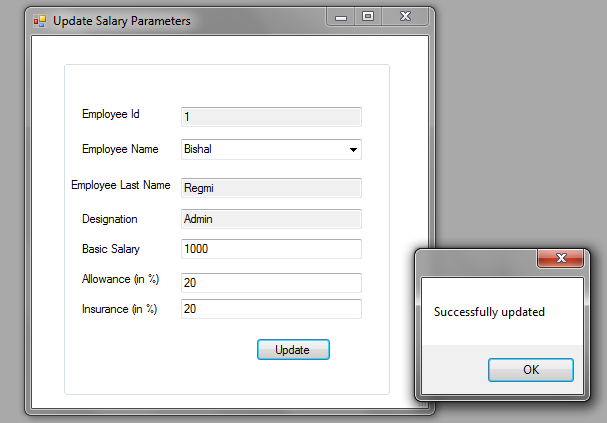 Update Salary Parameters
Employee Id 1
Employee Name Bishal
Employee Last Name Regmi
Designation Admin
Basic Salary 1000
Allowance (in %) 20
Insurance (in %) 20
Update
Successfully updated
OK